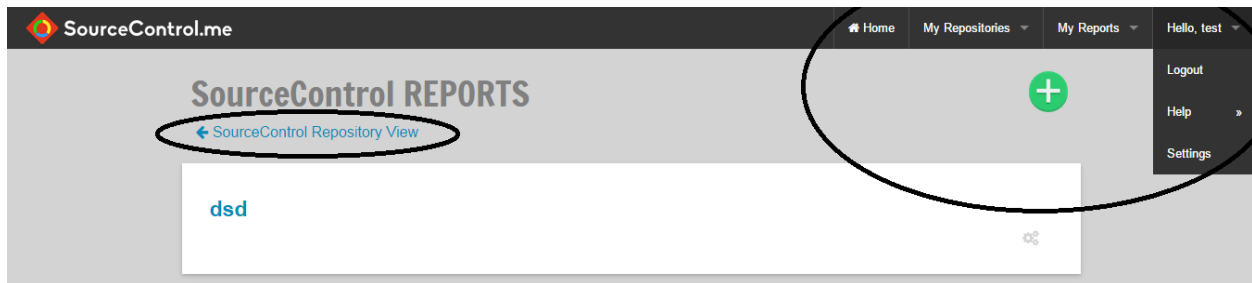 SourceControl.me
Home My Repositories My Reports Hello, test
Logout
Help »
Settings
SourceControl REPORTS
SourceControl Repository View
dsd